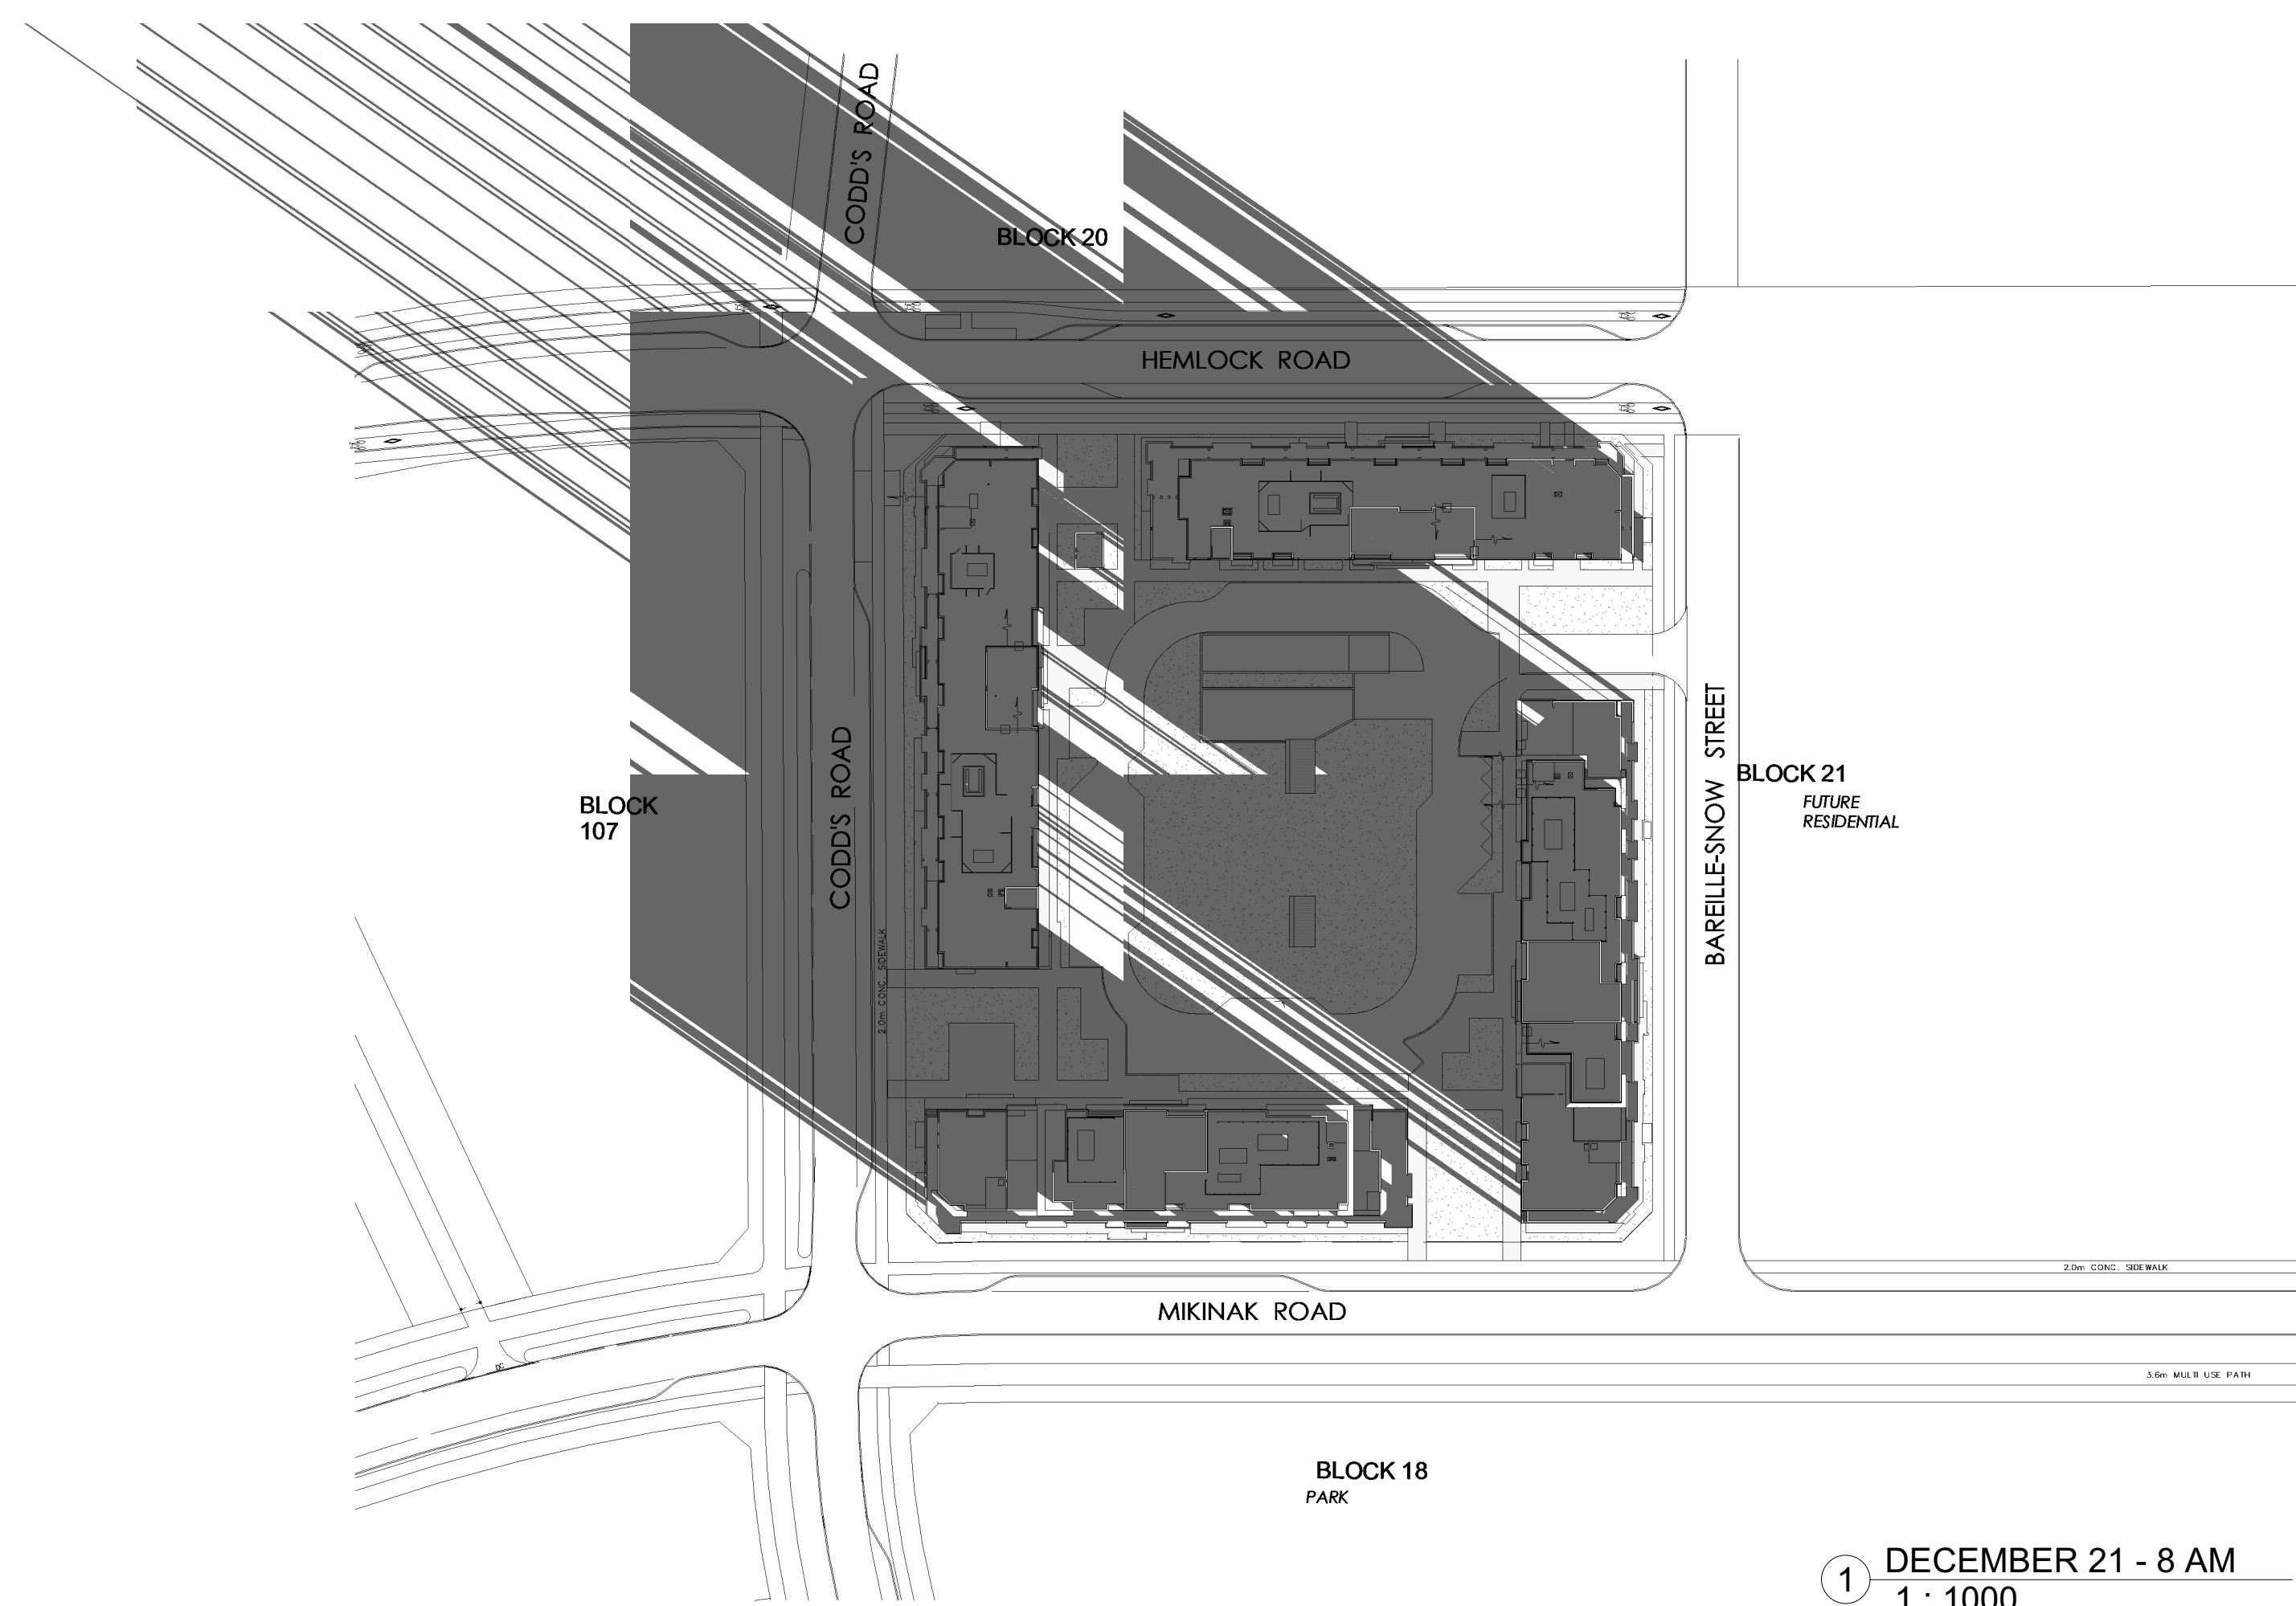 CODD'S ROAD
BLOCK 20
HEMLOCK ROAD
BAREILLE-SNOW STREET
BLOCK 21
FUTURE
RESIDENTIAL
BLOCK
107
CODD'S ROAD
2.0m CONC. SIDEWALK
2.0m CONC. SIDEWALK
MIKINAK ROAD
DC
3.6m MULTI USE PATH
BLOCK 18
PARK
1
DECEMBER 21 - 8 AM
1 : 1000